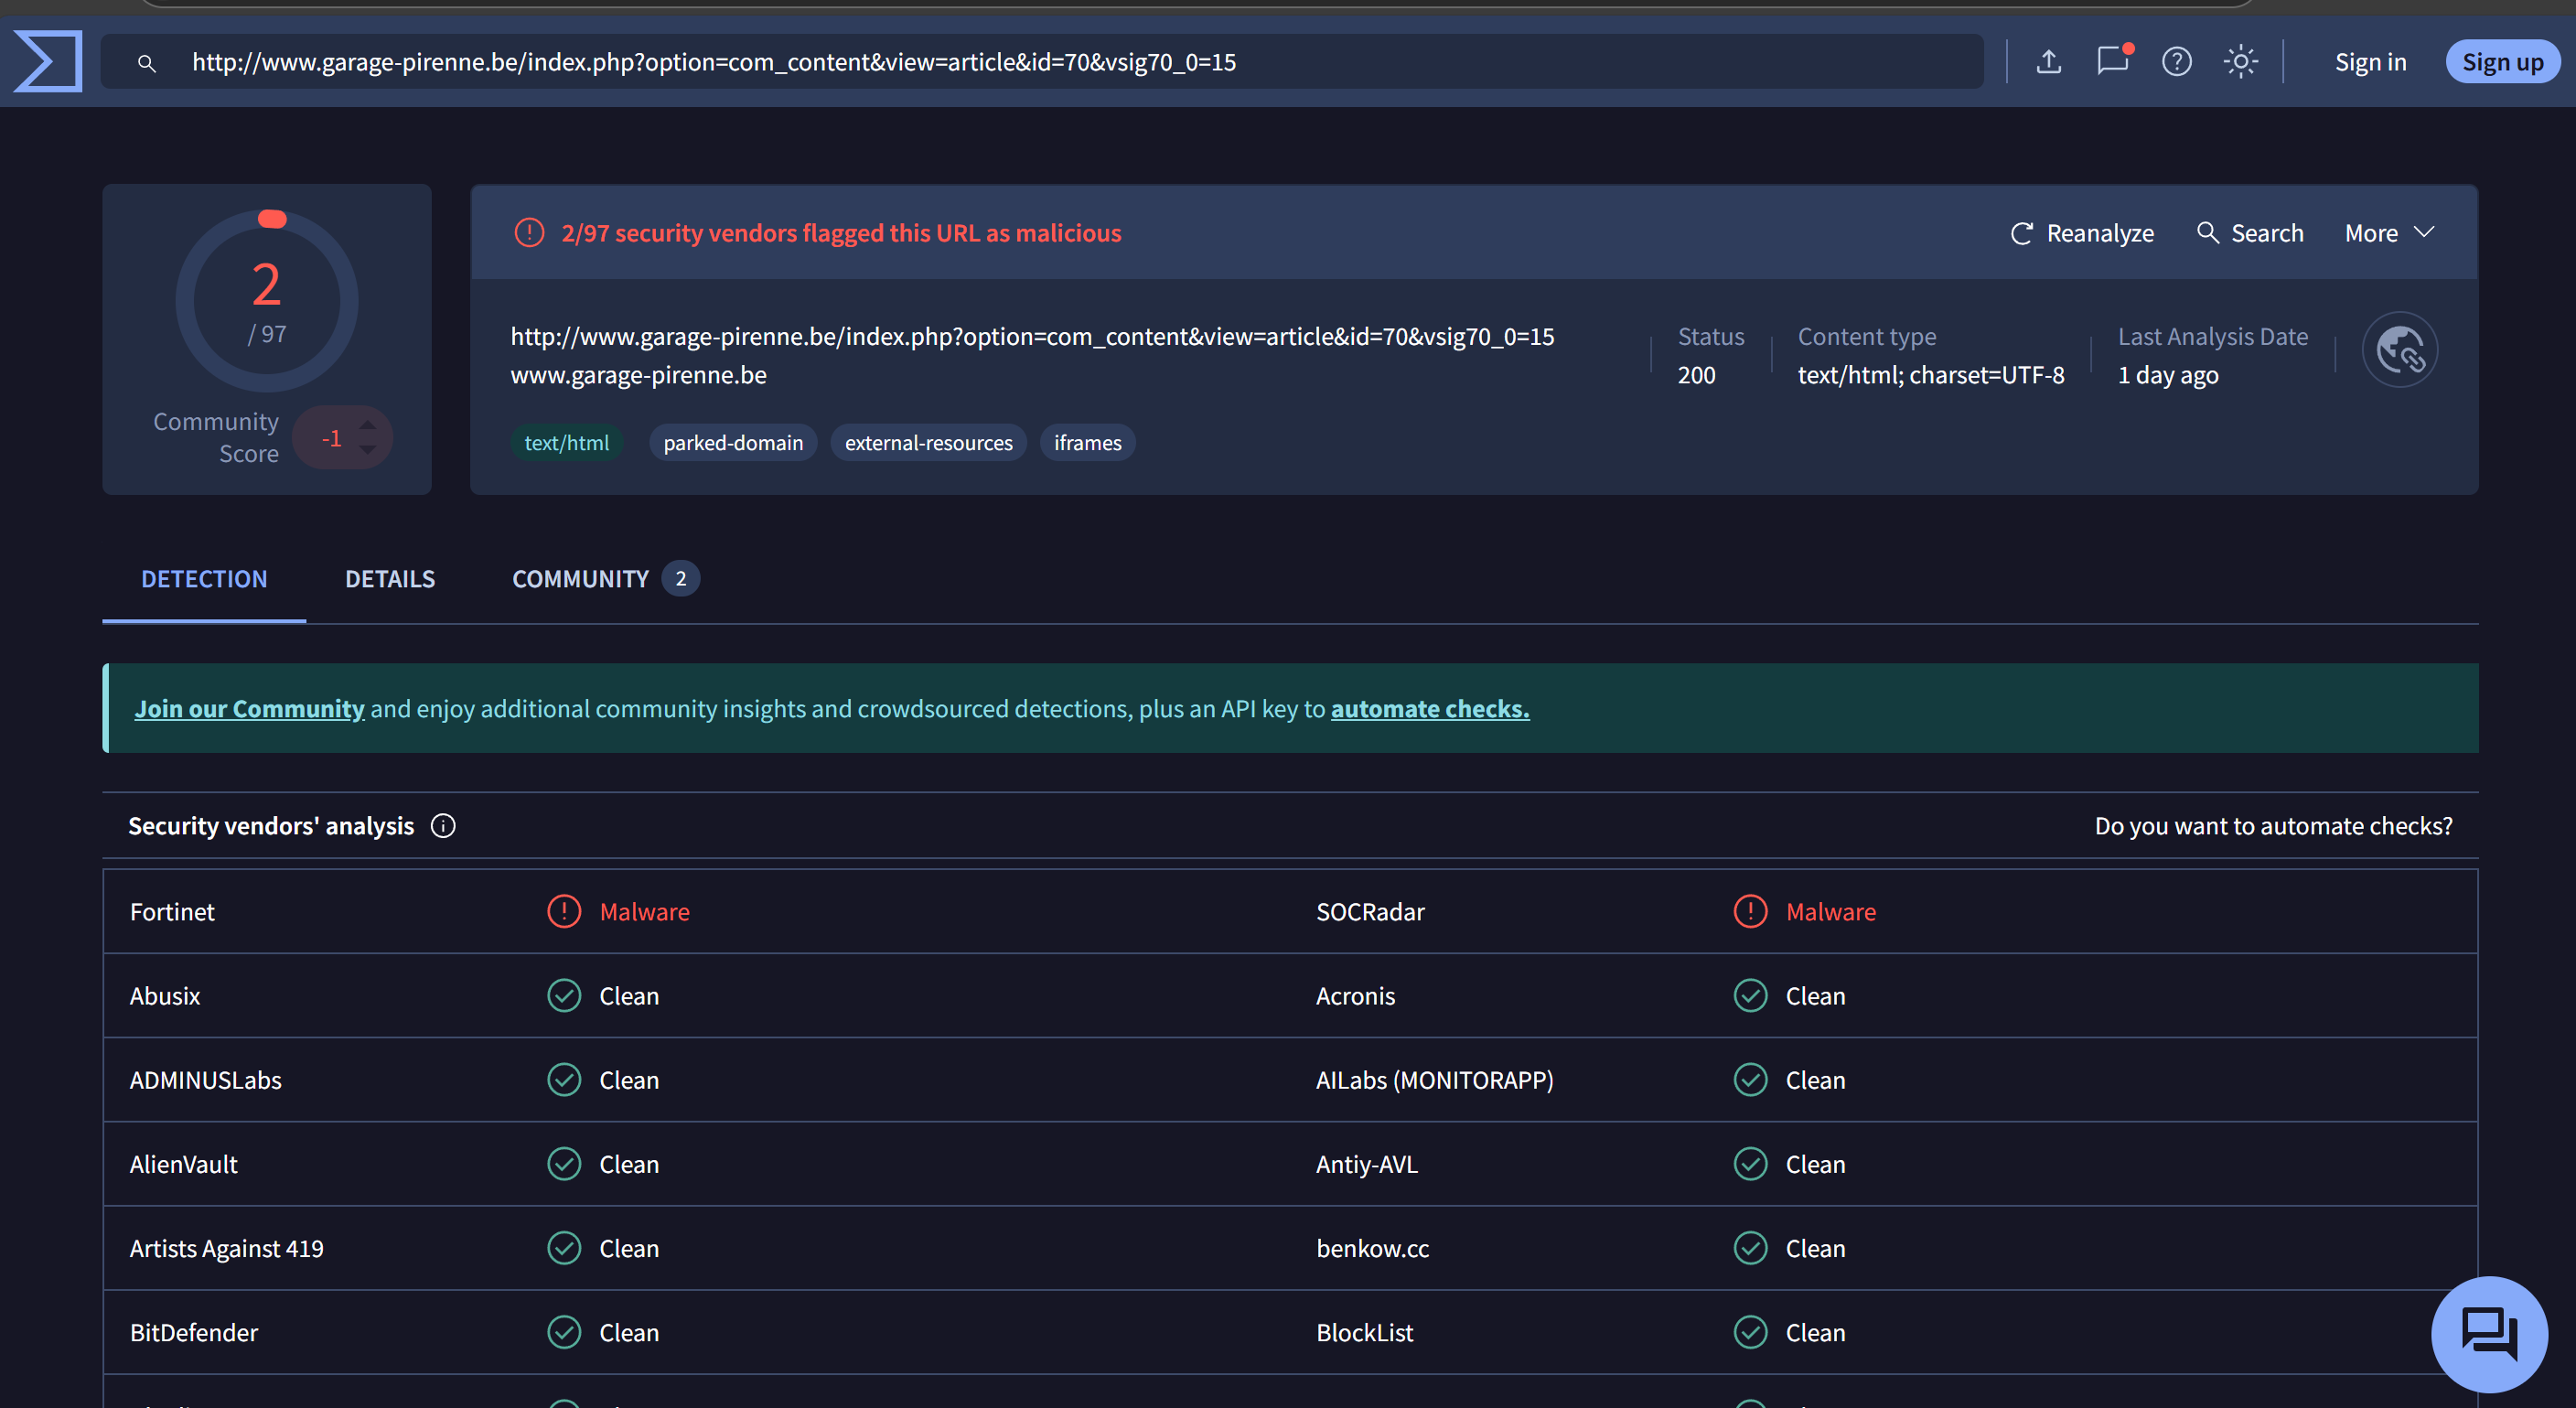 http://www.garage-pirenne.be/index.php?option=com_content&view=article&id=70&vsig70_0=15
Sign in
Sign up
2
/ 97
Community Score
-1
2/97 security vendors flagged this URL as malicious
Reanalyze
Search
More
http://www.garage-pirenne.be/index.php?option=com_content&view=article&id=70&vsig70_0=15
www.garage-pirenne.be
Status
200
Content type
text/html; charset=UTF-8
Last Analysis Date
1 day ago
text/html
parked-domain
external-resources
iframes
DETECTION
DETAILS
COMMUNITY 2
Join our Community and enjoy additional community insights and crowdsourced detections, plus an API key to automate checks.
Security vendors' analysis
Do you want to automate checks?
Fortinet Malware SOCRadar Malware
Abusix Clean Acronis Clean
ADMINUSLabs Clean AILabs (MONITORAPP) Clean
AlienVault Clean Antiy-AVL Clean
Artists Against 419 Clean benkow.cc Clean
BitDefender Clean BlockList Clean